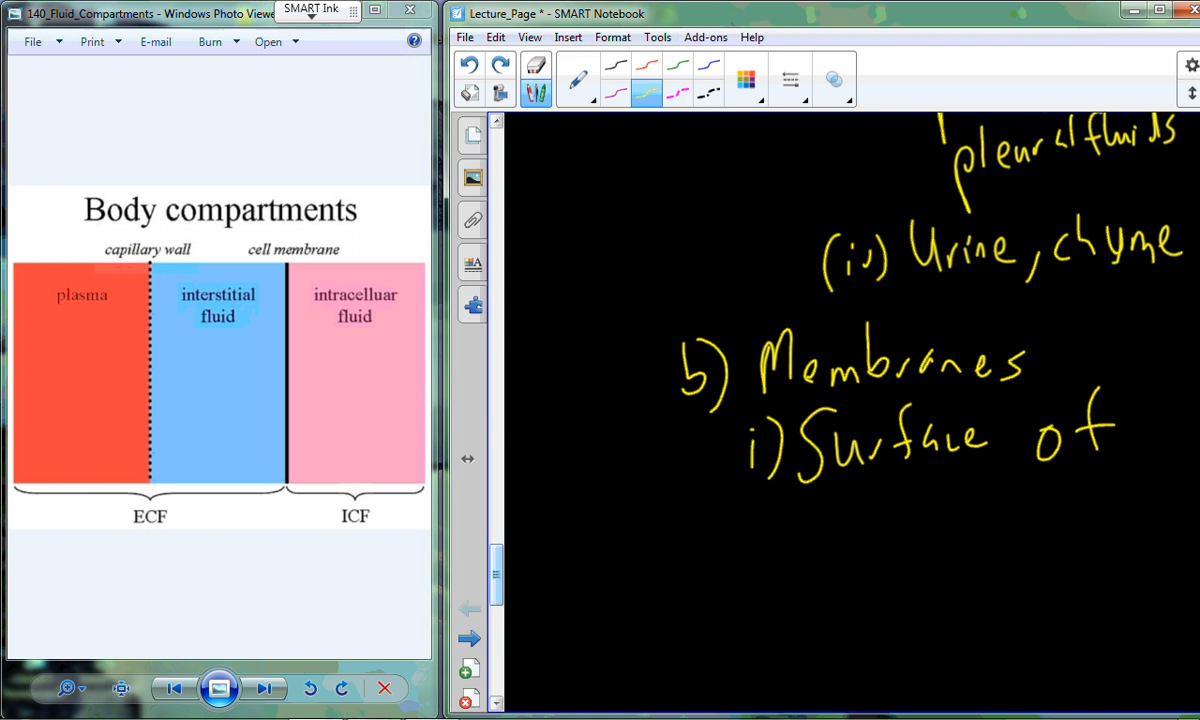 140_Fluid_Compartments - Windows Photo Viewe
SMART Ink
File Print E-mail Burn Open
Body compartments
capillary wall cell membrane
plasma
interstitial
fluid
intracelluar
fluid
ECF
ICF
Lecture_Page * - SMART Notebook
File Edit View Insert Format Tools Add-ons Help
pleural fluids
(iv) Urine, chyme
b) Membranes
i) Surface of